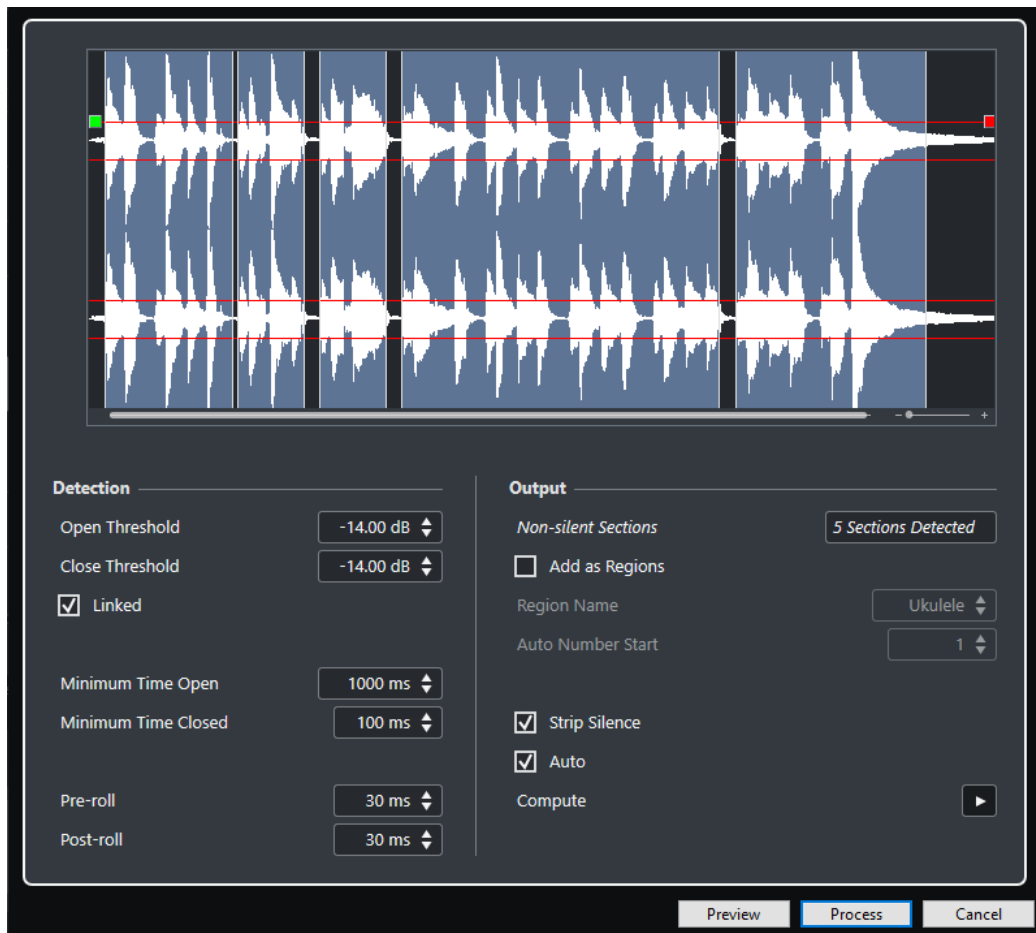 Detection
Open Threshold -14.00 dB
Close Threshold -14.00 dB
Linked
Minimum Time Open 1000 ms
Minimum Time Closed 100 ms
Pre-roll 30 ms
Post-roll 30 ms
Output
Non-silent Sections 5 Sections Detected
Add as Regions
Region Name Ukulele
Auto Number Start 1
Strip Silence
Auto
Compute
Preview Process Cancel